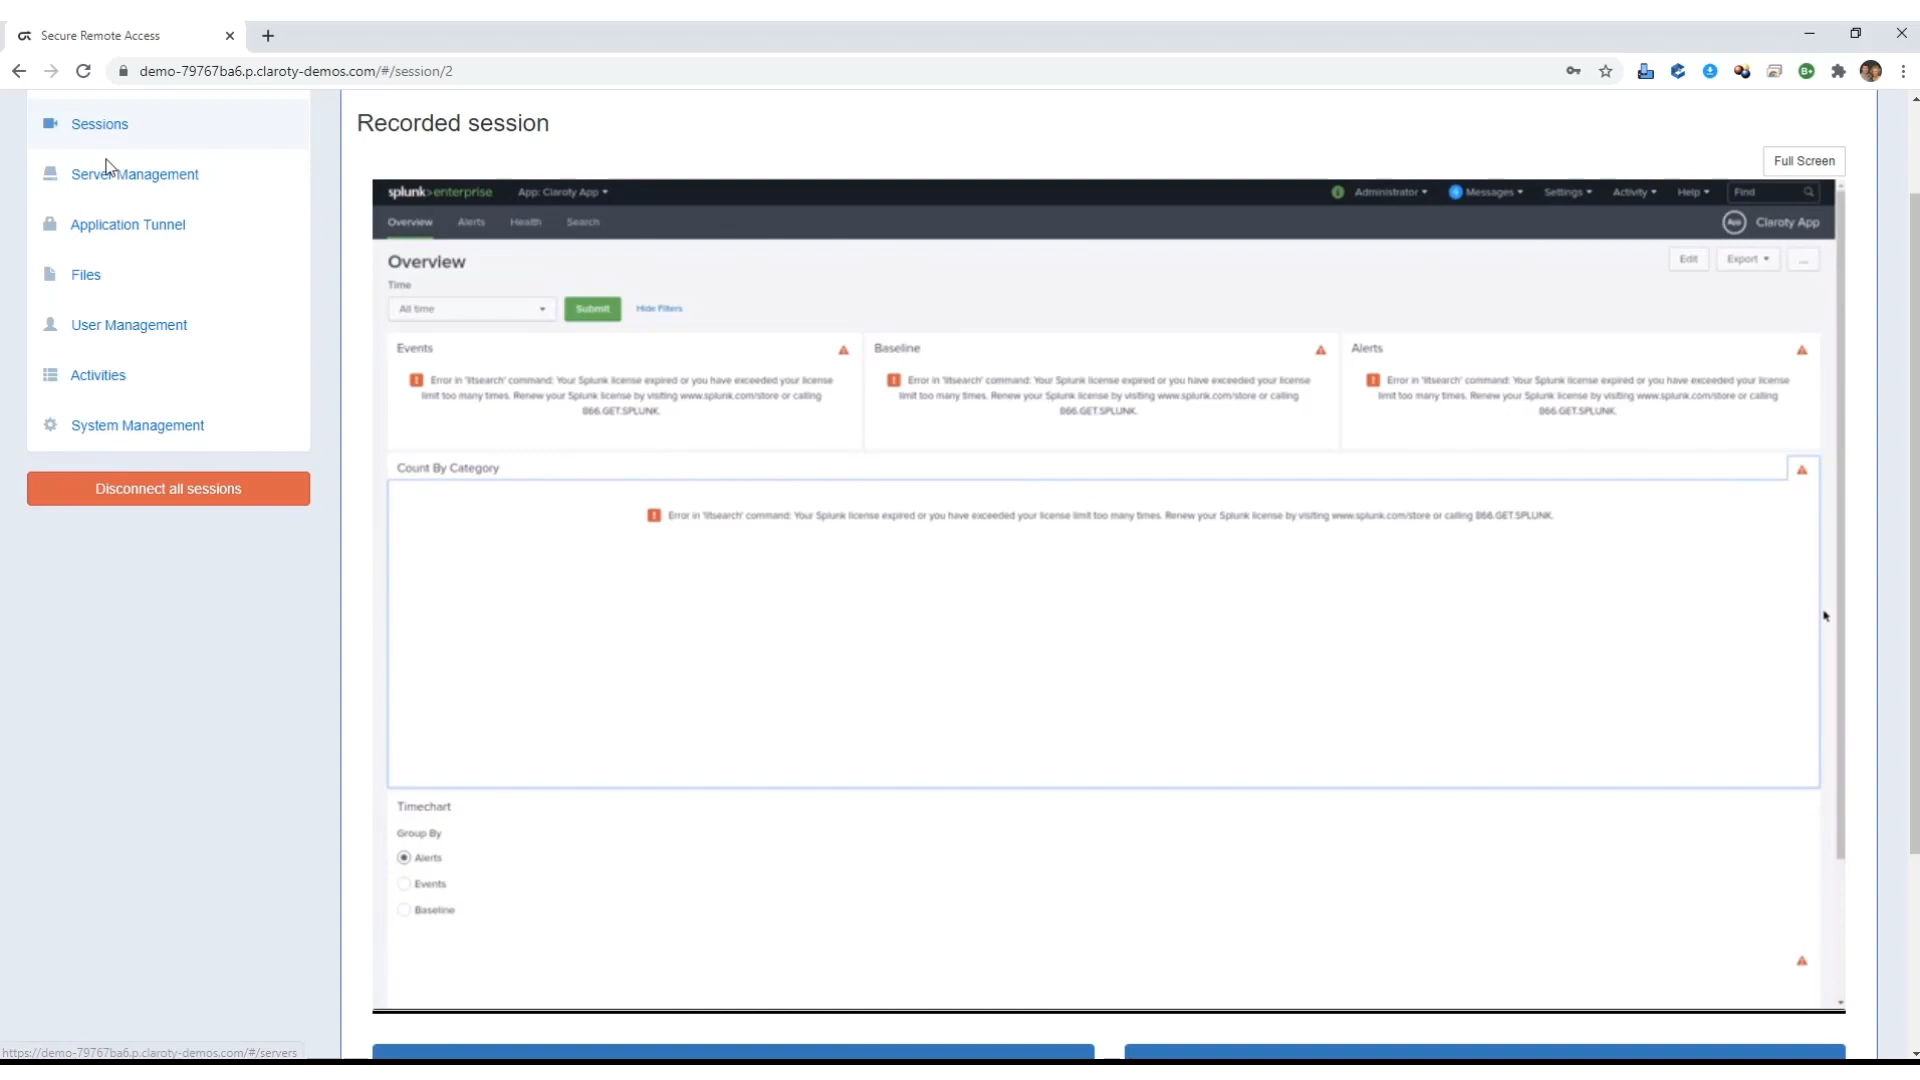 Secure Remote Access
demo-79767ba6.p.claroty-demos.com/#/session/2
Sessions
Server Management
Application Tunnel
Files
User Management
Activities
System Management
Disconnect all sessions
Recorded session
Full Screen
splunk>enterprise App: Claroty App
Administrator Messages Settings Activity Help Find
Overview Alerts Health Search
App Claroty App
Overview
Edit Export ...
Time
All time Submit Hide Filters
Events
Error in 'litsearch' command: Your Splunk license expired or you have exceeded your license
limit too many times. Renew your Splunk license by visiting www.splunk.com/store or calling
866.GET.SPLUNK.
Baseline
Error in 'litsearch' command: Your Splunk license expired or you have exceeded your license
limit too many times. Renew your Splunk license by visiting www.splunk.com/store or calling
866.GET.SPLUNK.
Alerts
Error in 'litsearch' command: Your Splunk license expired or you have exceeded your license
limit too many times. Renew your Splunk license by visiting www.splunk.com/store or calling
866.GET.SPLUNK.
Count By Category
Error in 'litsearch' command: Your Splunk license expired or you have exceeded your license limit too many times. Renew your Splunk license by visiting www.splunk.com/store or calling 866.GET.SPLUNK.
Timechart
Group By
Alerts
Events
Baseline
https://demo-79767ba6.p.claroty-demos.com/#/servers